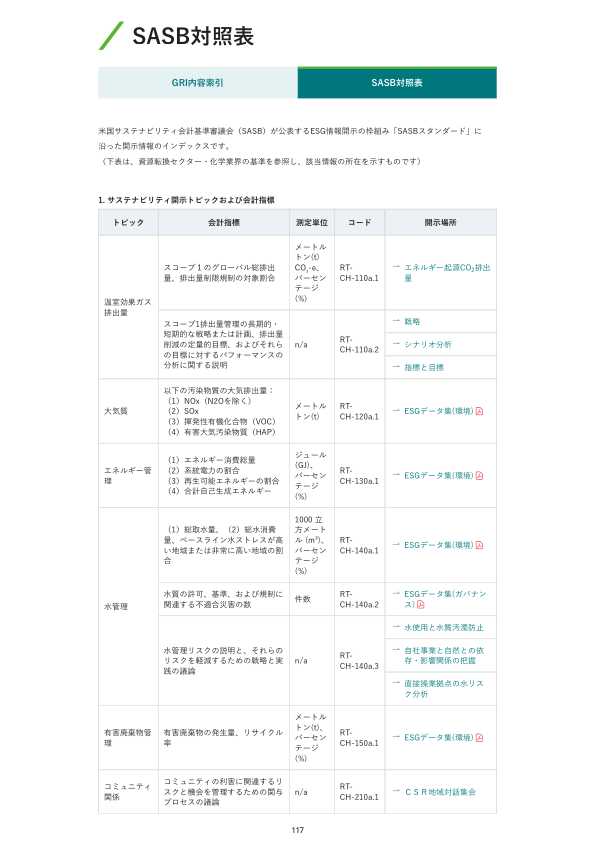 SASB対照表
GRI内容索引
SASB対照表
米国サステナビリティ会計基準審議会（SASB）が公表するESG情報開示の枠組み「SASBスタンダード」に
沿った開示情報のインデックスです。
（下表は、資源転換セクター・化学業界の基準を参照し、該当情報の所在を示すものです）
1. サステナビリティ開示トピックおよび会計指標
トピック
会計指標
測定単位
コード
開示場所
温室効果ガス
排出量
スコープ１のグローバル総排出
量、排出量制限規制の対象割合
メートル
トン(t)
CO₂-e、
パーセン
テージ
(%)
RT-
CH-110a.1
→ エネルギー起源CO₂排出
量
スコープ1排出量管理の長期的・
短期的な戦略または計画、排出量
削減の定量的目標、およびそれら
の目標に対するパフォーマンスの
分析に関する説明
n/a
RT-
CH-110a.2
→ 戦略
→ シナリオ分析
→ 指標と目標
大気質
以下の汚染物質の大気排出量：
（1）NOx（N2Oを除く）
（2）SOx
（3）揮発性有機化合物（VOC）
（4）有害大気汚染物質（HAP）
メートル
トン(t)
RT-
CH-120a.1
→ ESGデータ集(環境)
エネルギー管
理
（1）エネルギー消費総量
（2）系統電力の割合
（3）再生可能エネルギーの割合
（4）合計自己生成エネルギー
ジュール
(GJ)、
パーセン
テージ
(%)
RT-
CH-130a.1
→ ESGデータ集(環境)
水管理
（1）総取水量、（2）総水消費
量、ベースライン水ストレスが高
い地域または非常に高い地域の割
合
1000 立
方メート
ル (m³)、
パーセン
テージ
(%)
RT-
CH-140a.1
→ ESGデータ集(環境)
水質の許可、基準、および規制に
関連する不適合災害の数
件数
RT-
CH-140a.2
→ ESGデータ集(ガバナン
ス)
水管理リスクの説明と、それらの
リスクを軽減するための戦略と実
践の議論
n/a
RT-
CH-140a.3
→ 水使用と水質汚濁防止
→ 自社事業と自然との依
存・影響関係の把握
→ 直接操業拠点の水リス
ク分析
有害廃棄物管
理
有害廃棄物の発生量、リサイクル
率
メートル
トン(t)、
パーセン
テージ
(%)
RT-
CH-150a.1
→ ESGデータ集(環境)
コミュニティ
関係
コミュニティの利害に関連するリ
スクと機会を管理するための関与
プロセスの議論
n/a
RT-
CH-210a.1
→ ＣＳＲ地域対話集会
117